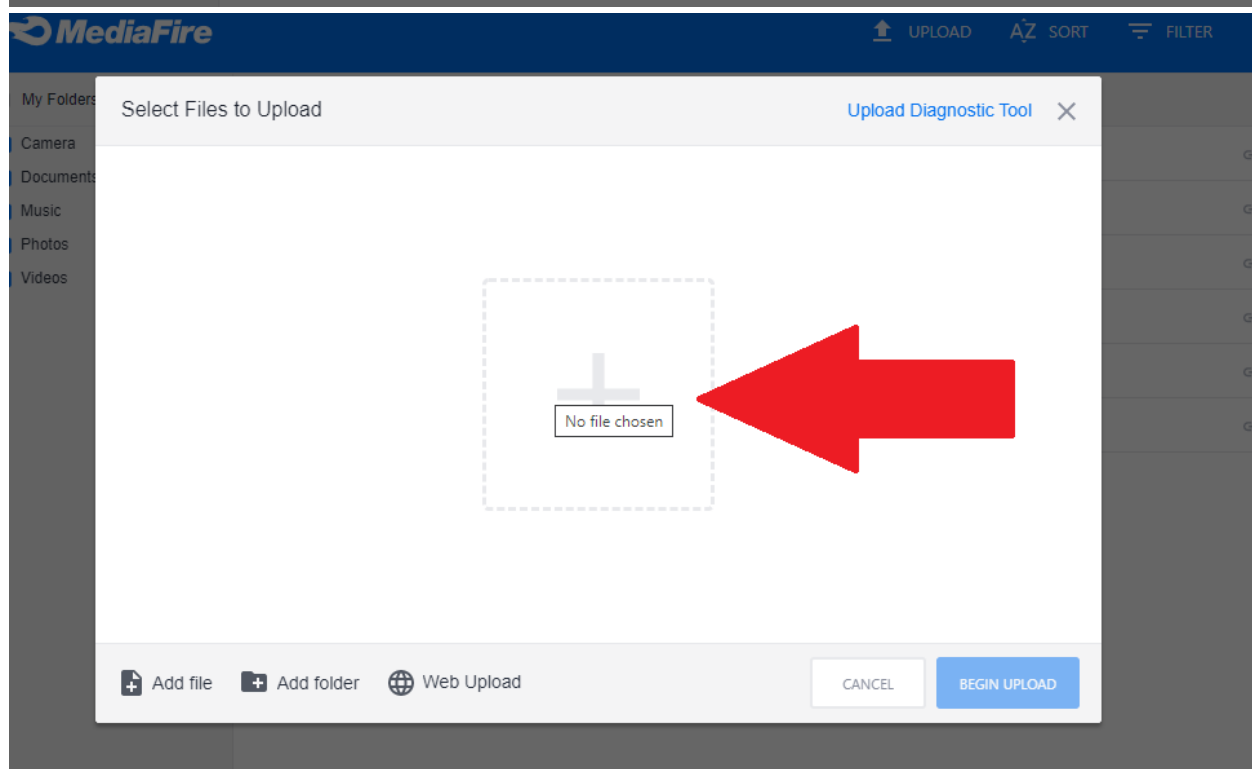 MediaFire
UPLOAD
AZ SORT
FILTER
My Folders
Select Files to Upload
Upload Diagnostic Tool
Camera
Documents
Music
Photos
Videos
No file chosen
Add file
Add folder
Web Upload
CANCEL
BEGIN UPLOAD